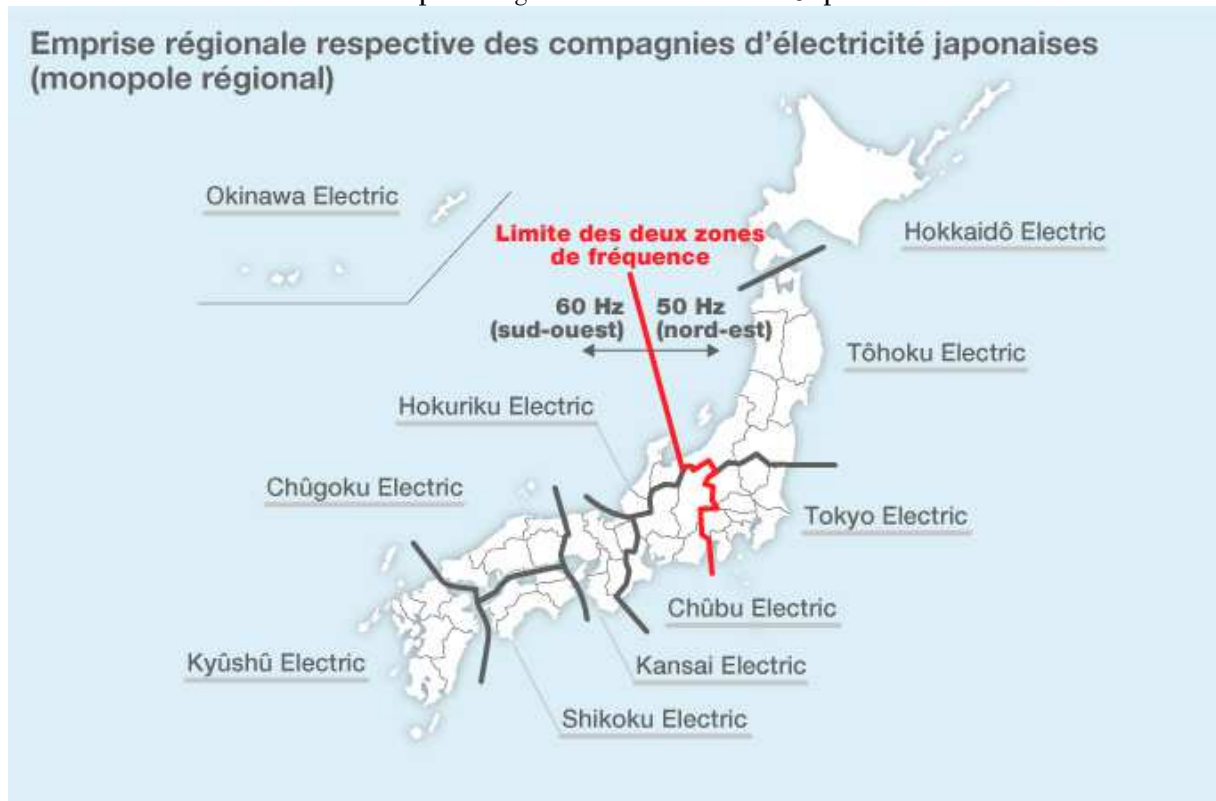 Emprise régionale respective des compagnies d'électricité japonaises
(monopole régional)
Okinawa Electric
Limite des deux zones
de fréquence
Hokkaidô Electric
60 Hz
(sud-ouest)
50 Hz
(nord-est)
Tôhoku Electric
Hokuriku Electric
Chûgoku Electric
Tokyo Electric
Chûbu Electric
Kyûshû Electric
Kansai Electric
Shikoku Electric